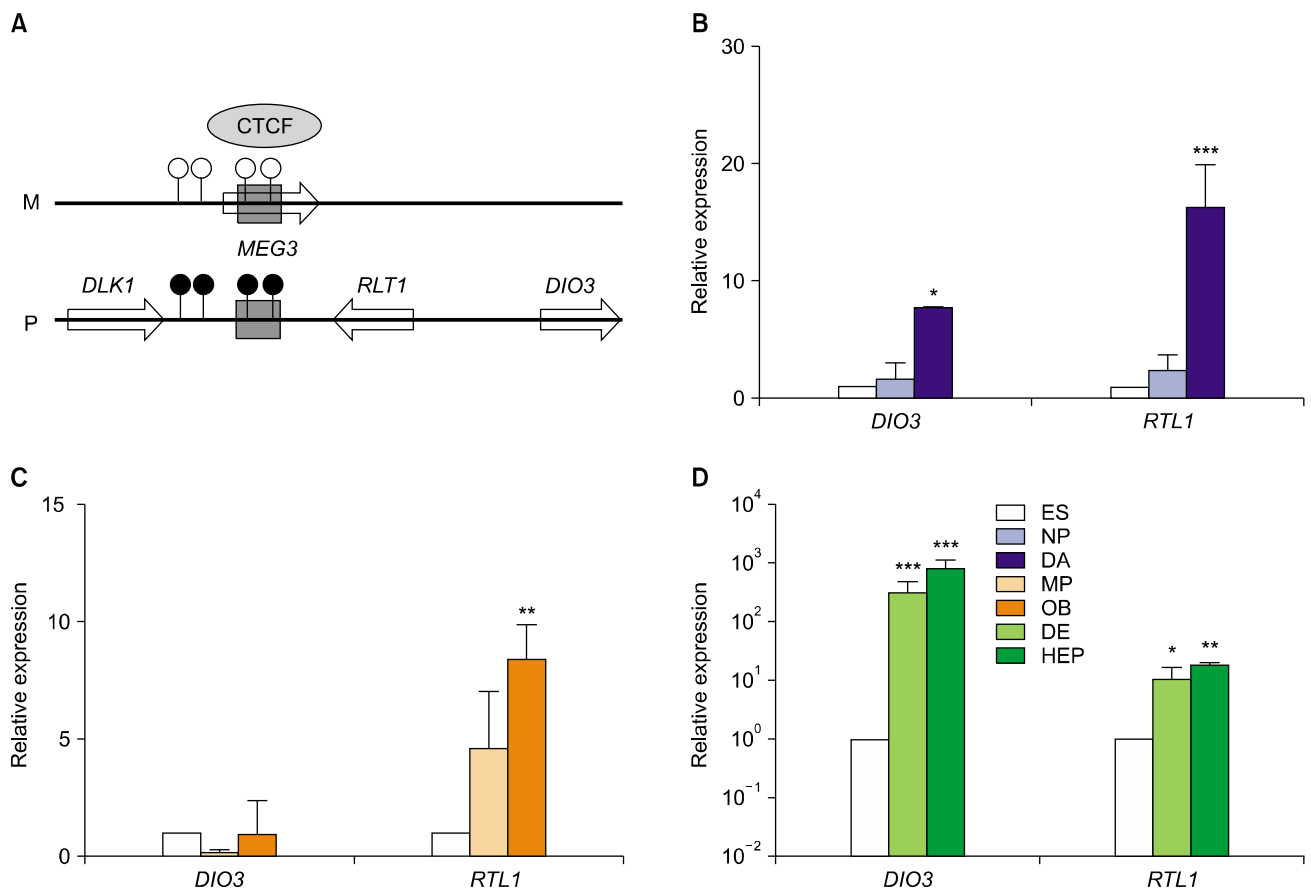 A
CTCF
M
MEG3
DLK1
RLT1
DIO3
P
B
Relative expression
30
20
10
0
*
***
DIO3
RTL1
C
Relative expression
15
10
5
0
**
DIO3
RTL1
D
Relative expression
10^4
10^3
10^2
10^1
10^0
10^−1
10^−2
ES
NP
DA
MP
OB
DE
HEP
***
***
*
**
DIO3
RTL1